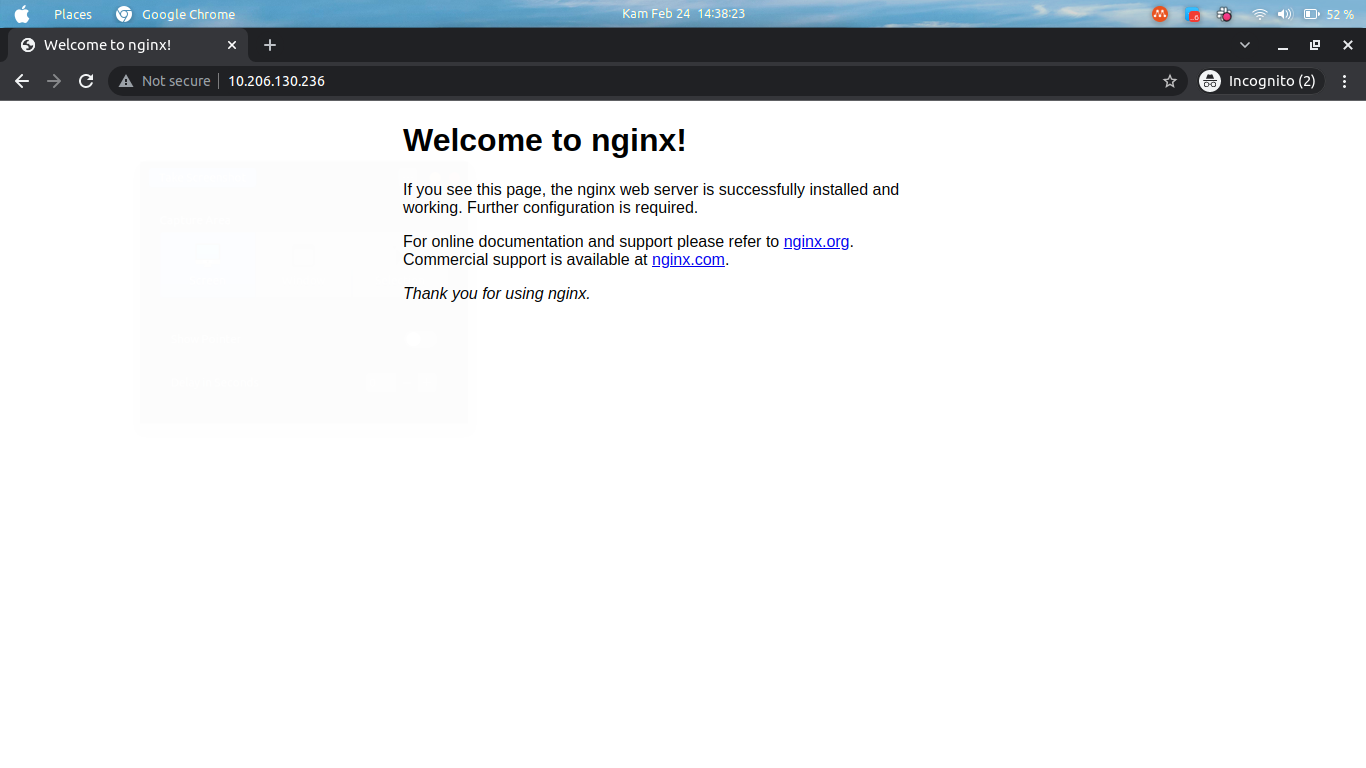 Places Google Chrome Kam Feb 24 14:38:23 52 %
Welcome to nginx!
Not secure 10.206.130.236 Incognito (2)
Welcome to nginx!
If you see this page, the nginx web server is successfully installed and
working. Further configuration is required.
For online documentation and support please refer to nginx.org.
Commercial support is available at nginx.com.
Thank you for using nginx.